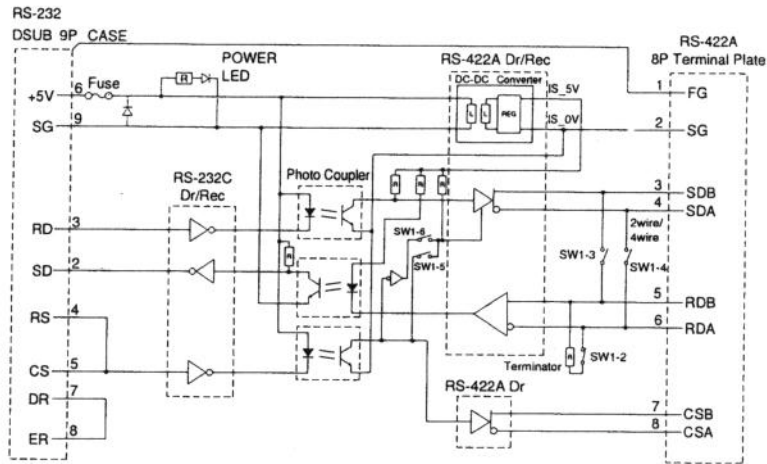 RS-232
DSUB 9P CASE
POWER
LED
RS-422A Dr/Rec
RS-422A
8P Terminal Plate
DC-DC Converter
+5V 6 Fuse
R
L
L
REG
IS_5V
1 FG
SG 9
IS_0V
2 SG
RS-232C
Dr/Rec
Photo Coupler
R
R
R
3 SDB
4 SDA
RD 3
SW1-6
2wire/
4wire
SD 2
R
SW1-5
SW1-3
SW1-4
RS 4
5 RDB
6 RDA
CS 5
R
SW1-2
Terminator
DR 7
RS-422A Dr
7 CSB
ER 8
8 CSA